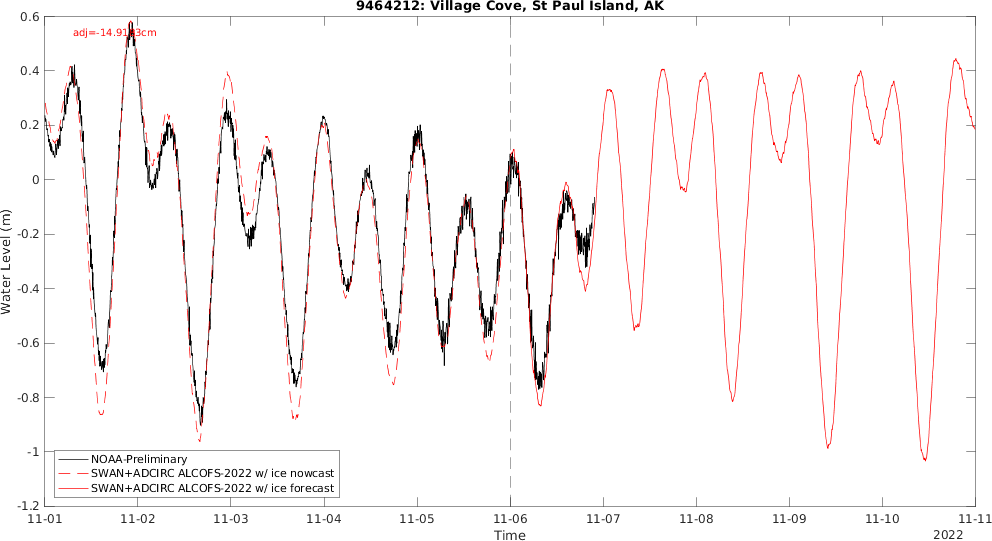 9464212: Village Cove, St Paul Island, AK
0.6
0.4
0.2
0
-0.2
-0.4
-0.6
-0.8
-1
-1.2
Water Level (m)
NOAA-Preliminary
SWAN+ADCIRC ALCOFS-2022 w/ ice nowcast
SWAN+ADCIRC ALCOFS-2022 w/ ice forecast
11-01 11-02 11-03 11-04 11-05 11-06 11-07 11-08 11-09 11-10 11-11
Time
2022